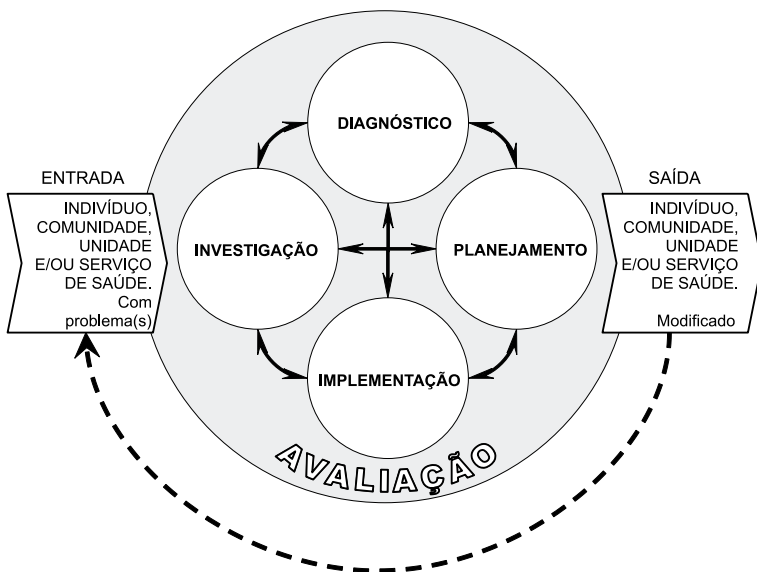 DIAGNÓSTICO
ENTRADA
INDIVÍDUO,
COMUNIDADE,
UNIDADE
E/OU SERVIÇO
DE SAÚDE.
Com
problema(s)
INVESTIGAÇÃO
PLANEJAMENTO
SAÍDA
INDIVÍDUO,
COMUNIDADE,
UNIDADE
E/OU SERVIÇO
DE SAÚDE.
Modificado
IMPLEMENTAÇÃO
AVALIAÇÃO